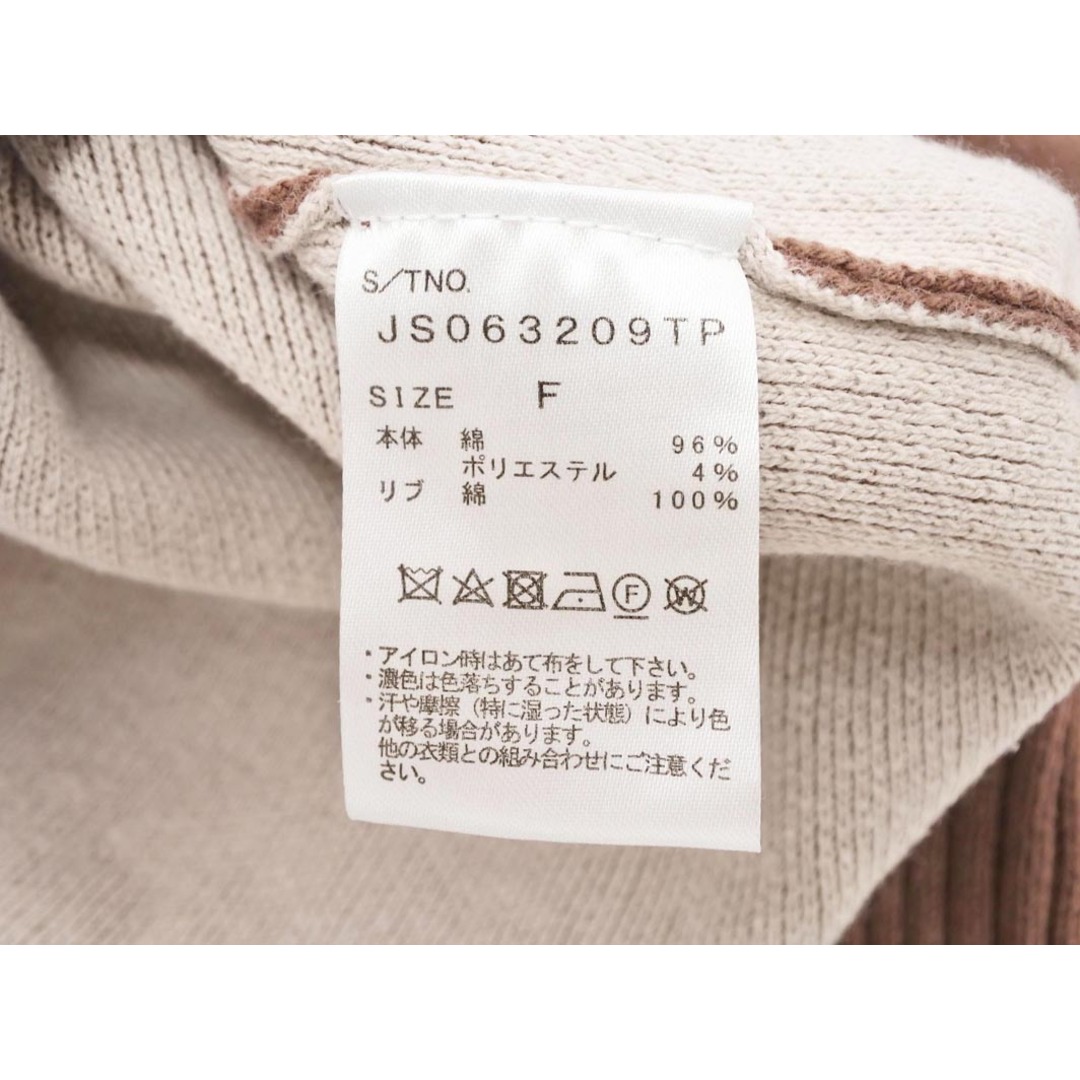 S/TNO.
JS063209TP
SIZE F
本体 綿 96%
ポリエステル 4%
リブ 綿 100%
F W
・アイロン時はあて布をして下さい。
・濃色は色落ちすることがあります。
・汗や摩擦（特に湿った状態）により色
が移る場合があります。
他の衣類との組み合わせにご注意くだ
さい。